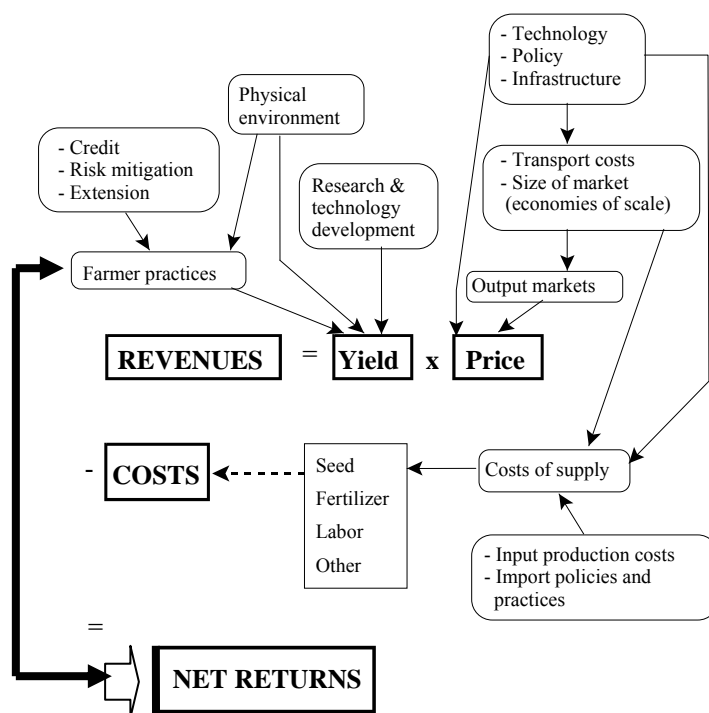 - Technology
- Policy
- Infrastructure
Physical
environment
- Credit
- Risk mitigation
- Extension
- Transport costs
- Size of market
(economies of scale)
Research &
technology
development
Farmer practices
Output markets
REVENUES = Yield x Price
- COSTS
Seed
Fertilizer
Labor
Other
Costs of supply
- Input production costs
- Import policies and
practices
=
NET RETURNS